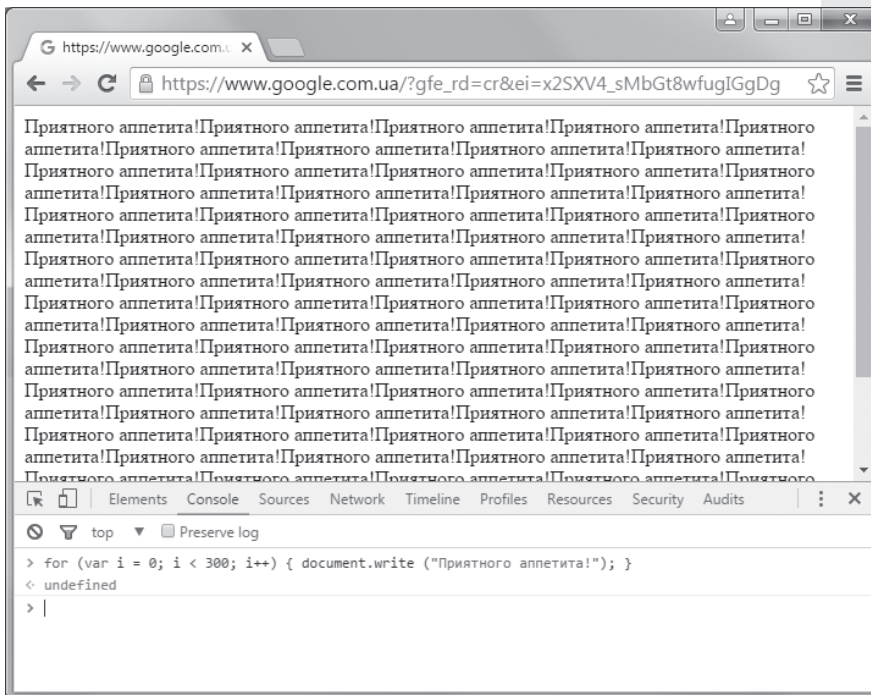 https://www.google.com.u
https://www.google.com.ua/?gfe_rd=cr&ei=x2SXV4_sMbGt8wfugIGgDg
Приятного аппетита!Приятного аппетита!Приятного аппетита!Приятного аппетита!Приятного
аппетита!Приятного аппетита!Приятного аппетита!Приятного аппетита!Приятного аппетита!
Приятного аппетита!Приятного аппетита!Приятного аппетита!Приятного аппетита!Приятного
аппетита!Приятного аппетита!Приятного аппетита!Приятного аппетита!Приятного аппетита!
Приятного аппетита!Приятного аппетита!Приятного аппетита!Приятного аппетита!Приятного
аппетита!Приятного аппетита!Приятного аппетита!Приятного аппетита!Приятного аппетита!
Приятного аппетита!Приятного аппетита!Приятного аппетита!Приятного аппетита!Приятного
аппетита!Приятного аппетита!Приятного аппетита!Приятного аппетита!Приятного аппетита!
Приятного аппетита!Приятного аппетита!Приятного аппетита!Приятного аппетита!Приятного
аппетита!Приятного аппетита!Приятного аппетита!Приятного аппетита!Приятного аппетита!
Приятного аппетита!Приятного аппетита!Приятного аппетита!Приятного аппетита!Приятного
аппетита!Приятного аппетита!Приятного аппетита!Приятного аппетита!Приятного аппетита!
Приятного аппетита!Приятного аппетита!Приятного аппетита!Приятного аппетита!Приятного
аппетита!Приятного аппетита!Приятного аппетита!Приятного аппетита!Приятного аппетита!
Приятного аппетита!Приятного аппетита!Приятного аппетита!Приятного аппетита!Приятного
аппетита!Приятного аппетита!Приятного аппетита!Приятного аппетита!Приятного аппетита!
Приятного аппетита!Приятного аппетита!Приятного аппетита!Приятного аппетита!Приятного
Elements Console Sources Network Timeline Profiles Resources Security Audits
top Preserve log
> for (var i = 0; i < 300; i++) { document.write ("Приятного аппетита!"); }
undefined
>